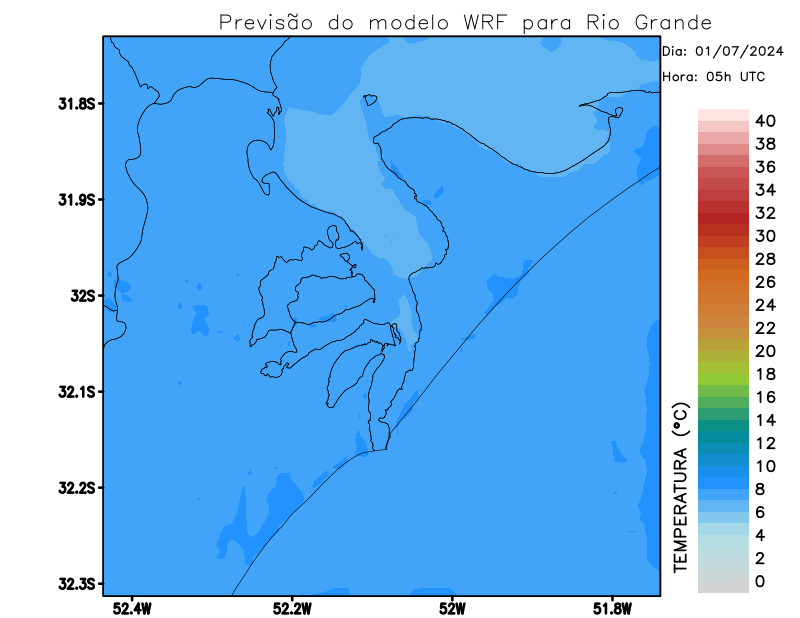 Previsão do modelo WRF para Rio Grande
Dia: 01/07/2024
Hora: 05h UTC
31.8S
31.9S
32S
32.1S
32.2S
32.3S
52.4W
52.2W
52W
51.8W
TEMPERATURA (°C)
40
38
36
34
32
30
28
26
24
22
20
18
16
14
12
10
8
6
4
2
0